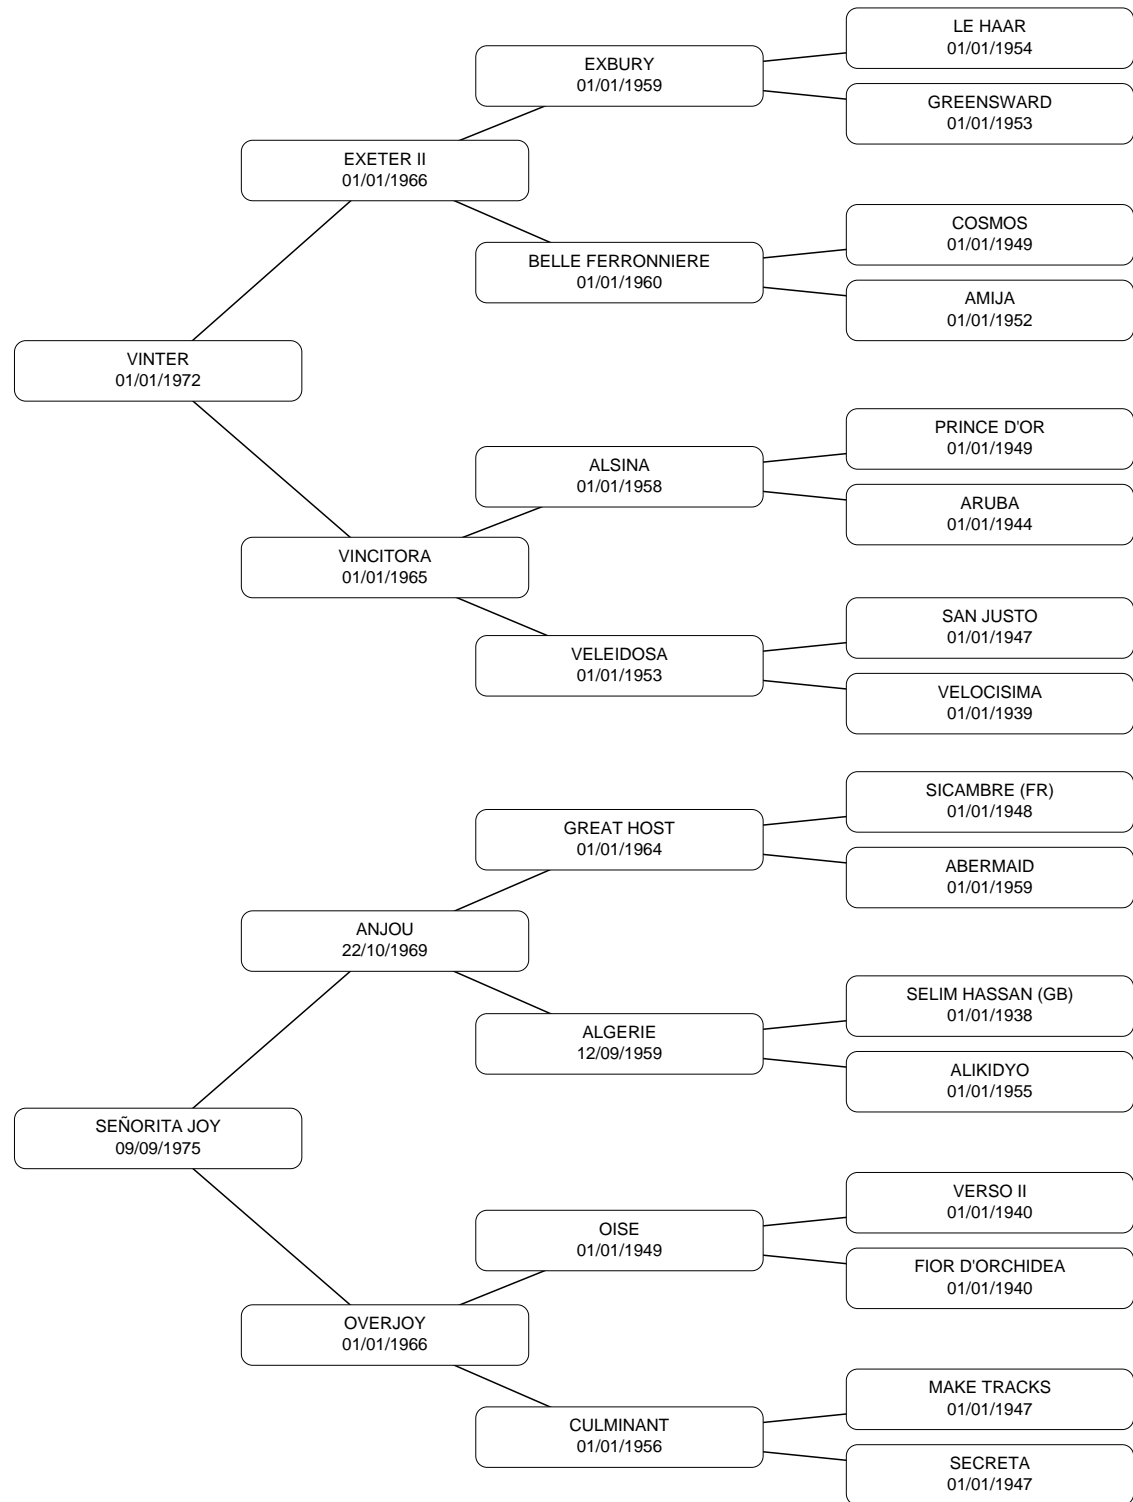 LE HAAR
01/01/1954
EXBURY
01/01/1959
GREENSWARD
01/01/1953
EXETER II
01/01/1966
COSMOS
01/01/1949
BELLE FERRONNIERE
01/01/1960
AMIJA
01/01/1952
VINTER
01/01/1972
PRINCE D'OR
01/01/1949
ALSINA
01/01/1958
ARUBA
01/01/1944
VINCITORA
01/01/1965
SAN JUSTO
01/01/1947
VELEIDOSA
01/01/1953
VELOCISIMA
01/01/1939
SICAMBRE (FR)
01/01/1948
GREAT HOST
01/01/1964
ABERMAID
01/01/1959
ANJOU
22/10/1969
SELIM HASSAN (GB)
01/01/1938
ALGERIE
12/09/1959
ALIKIDYO
01/01/1955
SEÑORITA JOY
09/09/1975
VERSO II
01/01/1940
OISE
01/01/1949
FIOR D'ORCHIDEA
01/01/1940
OVERJOY
01/01/1966
MAKE TRACKS
01/01/1947
CULMINANT
01/01/1956
SECRETA
01/01/1947